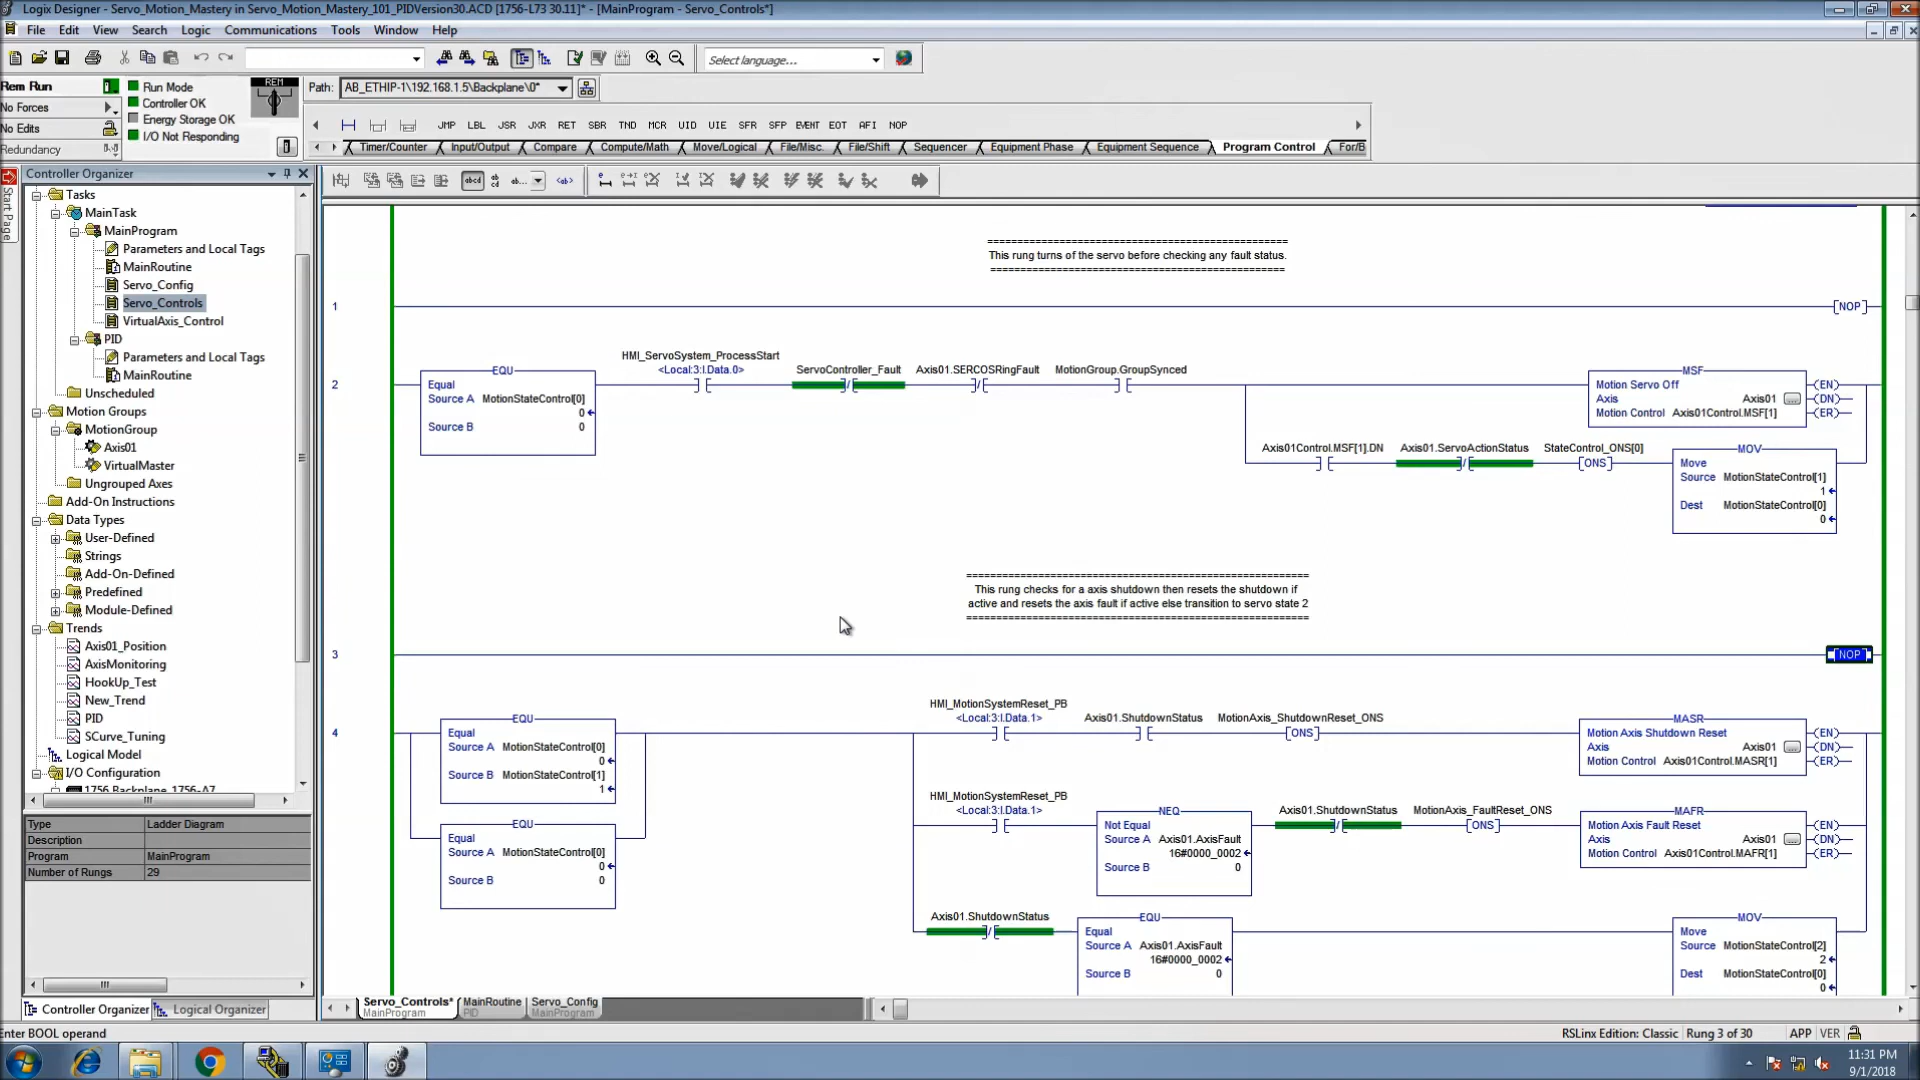 Logix Designer - Servo_Motion_Mastery in Servo_Motion_Mastery_101_PIDVersion30.ACD [1756-L73 30.11]* - [MainProgram - Servo_Controls*]
File Edit View Search Logic Communications Tools Window Help
Select language...
Rem Run
No Forces
No Edits
Redundancy
Run Mode
Controller OK
Energy Storage OK
I/O Not Responding
REM
Path: AB_ETHIP-1\192.168.1.5\Backplane\0*
JMP LBL JSR JXR RET SBR TND MCR UID UIE SFR SFP EVENT EOT AFI NOP
Timer/Counter Input/Output Compare Compute/Math Move/Logical File/Misc. File/Shift Sequencer Equipment Phase Equipment Sequence Program Control For/B
Start Page
Controller Organizer
Tasks
MainTask
MainProgram
Parameters and Local Tags
MainRoutine
Servo_Config
Servo_Controls
VirtualAxis_Control
PID
Parameters and Local Tags
MainRoutine
Unscheduled
Motion Groups
MotionGroup
Axis01
VirtualMaster
Ungrouped Axes
Add-On Instructions
Data Types
User-Defined
Strings
Add-On-Defined
Predefined
Module-Defined
Trends
Axis01_Position
AxisMonitoring
HookUp_Test
New_Trend
PID
SCurve_Tuning
Logical Model
I/O Configuration
1756 Backplane, 1756-A7
Type Ladder Diagram
Description
Program MainProgram
Number of Rungs 29
Controller Organizer Logical Organizer
==================================================
This rung turns of the servo before checking any fault status.
=================================================
1
NOP
2
EQU
Equal
Source A MotionStateControl[0]
0
Source B 0
HMI_ServoSystem_ProcessStart
<Local:3:I.Data.0>
ServoController_Fault
Axis01.SERCOSRingFault
MotionGroup.GroupSynced
MSF
Motion Servo Off
Axis Axis01 ...
Motion Control Axis01Control.MSF[1]
EN
DN
ER
Axis01Control.MSF[1].DN
Axis01.ServoActionStatus
StateControl_ONS[0]
ONS
MOV
Move
Source MotionStateControl[1]
1
Dest MotionStateControl[0]
0
=========================================================
This rung checks for a axis shutdown then resets the shutdown if
active and resets the axis fault if active else transition to servo state 2
=========================================================
3
NOP
4
EQU
Equal
Source A MotionStateControl[0]
0
Source B MotionStateControl[1]
1
EQU
Equal
Source A MotionStateControl[0]
0
Source B 0
HMI_MotionSystemReset_PB
<Local:3:I.Data.1>
Axis01.ShutdownStatus
MotionAxis_ShutdownReset_ONS
ONS
MASR
Motion Axis Shutdown Reset
Axis Axis01 ...
Motion Control Axis01Control.MASR[1]
EN
DN
ER
HMI_MotionSystemReset_PB
<Local:3:I.Data.1>
NEQ
Not Equal
Source A Axis01.AxisFault
16#0000_0002
Source B 0
Axis01.ShutdownStatus
MotionAxis_FaultReset_ONS
ONS
MAFR
Motion Axis Fault Reset
Axis Axis01 ...
Motion Control Axis01Control.MAFR[1]
EN
DN
ER
Axis01.ShutdownStatus
EQU
Equal
Source A Axis01.AxisFault
16#0000_0002
Source B 0
MOV
Move
Source MotionStateControl[2]
2
Dest MotionStateControl[0]
0
Servo_Controls* MainRoutine Servo_Config
MainProgram PID MainProgram
Enter BOOL operand
RSLinx Edition: Classic Rung 3 of 30 APP VER
11:31 PM
9/1/2018